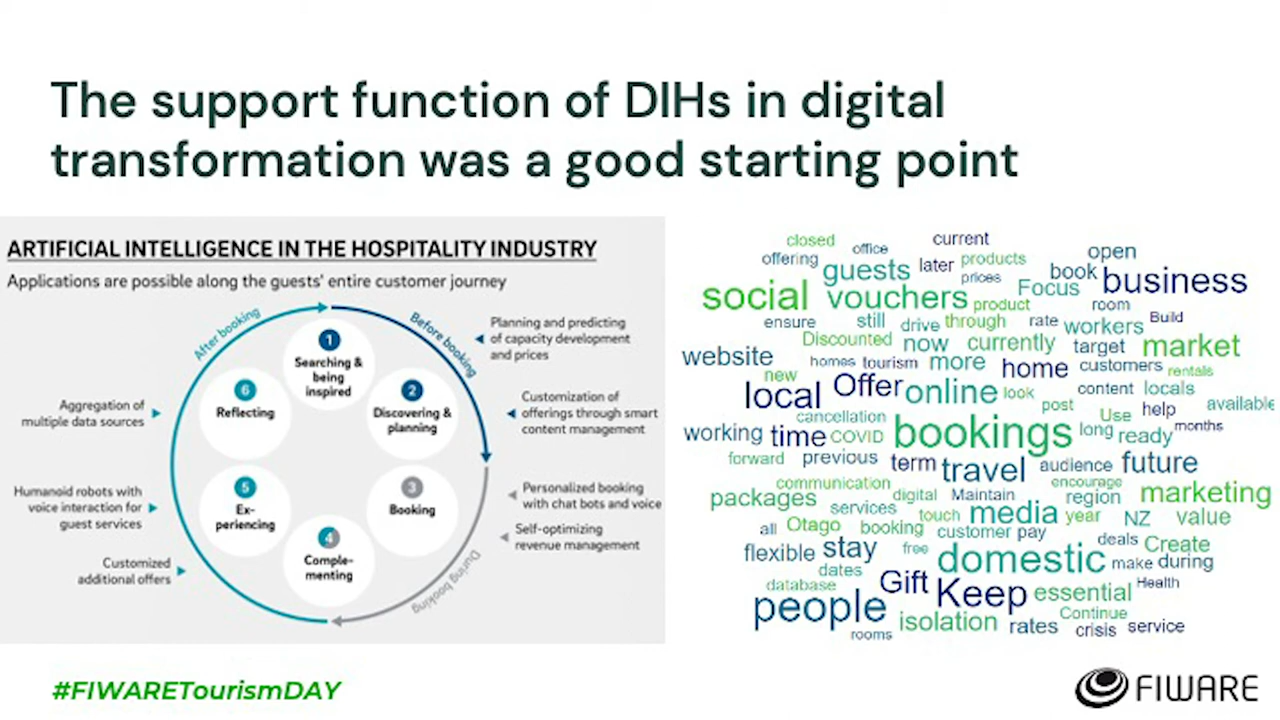 The support function of DIHs in digital
transformation was a good starting point
ARTIFICIAL INTELLIGENCE IN THE HOSPITALITY INDUSTRY
Applications are possible along the guests' entire customer journey
After booking
Before booking
During booking
1
Searching &
being
inspired
2
Discovering &
planning
3
Booking
4
Comple-
menting
5
Ex-
periencing
6
Reflecting
Planning and predicting
of capacity development
and prices
Customization of
offerings through smart
content management
Personalized booking
with chat bots and voice
Self-optimizing
revenue management
Aggregation of
multiple data sources
Humanoid robots with
voice interaction for
guest services
Customized
additional offers
closed office current
offering guests later products open
prices book business
social vouchers product Focus room
ensure still drive through rate workers Build
Discounted now currently target market
website homes tourism more home customers rentals
new local Offer online look content locals
cancellation post Use help available
working time COVID bookings long ready months
forward previous term travel audience encourage future
communication
packages services digital Maintain region marketing
touch media year NZ value
all Otago booking customer pay deals Create
flexible stay free domestic make during
dates
database Gift Keep essential Health
people isolation rates Continue
rooms crisis service
#FIWARETourismDAY
FIWARE